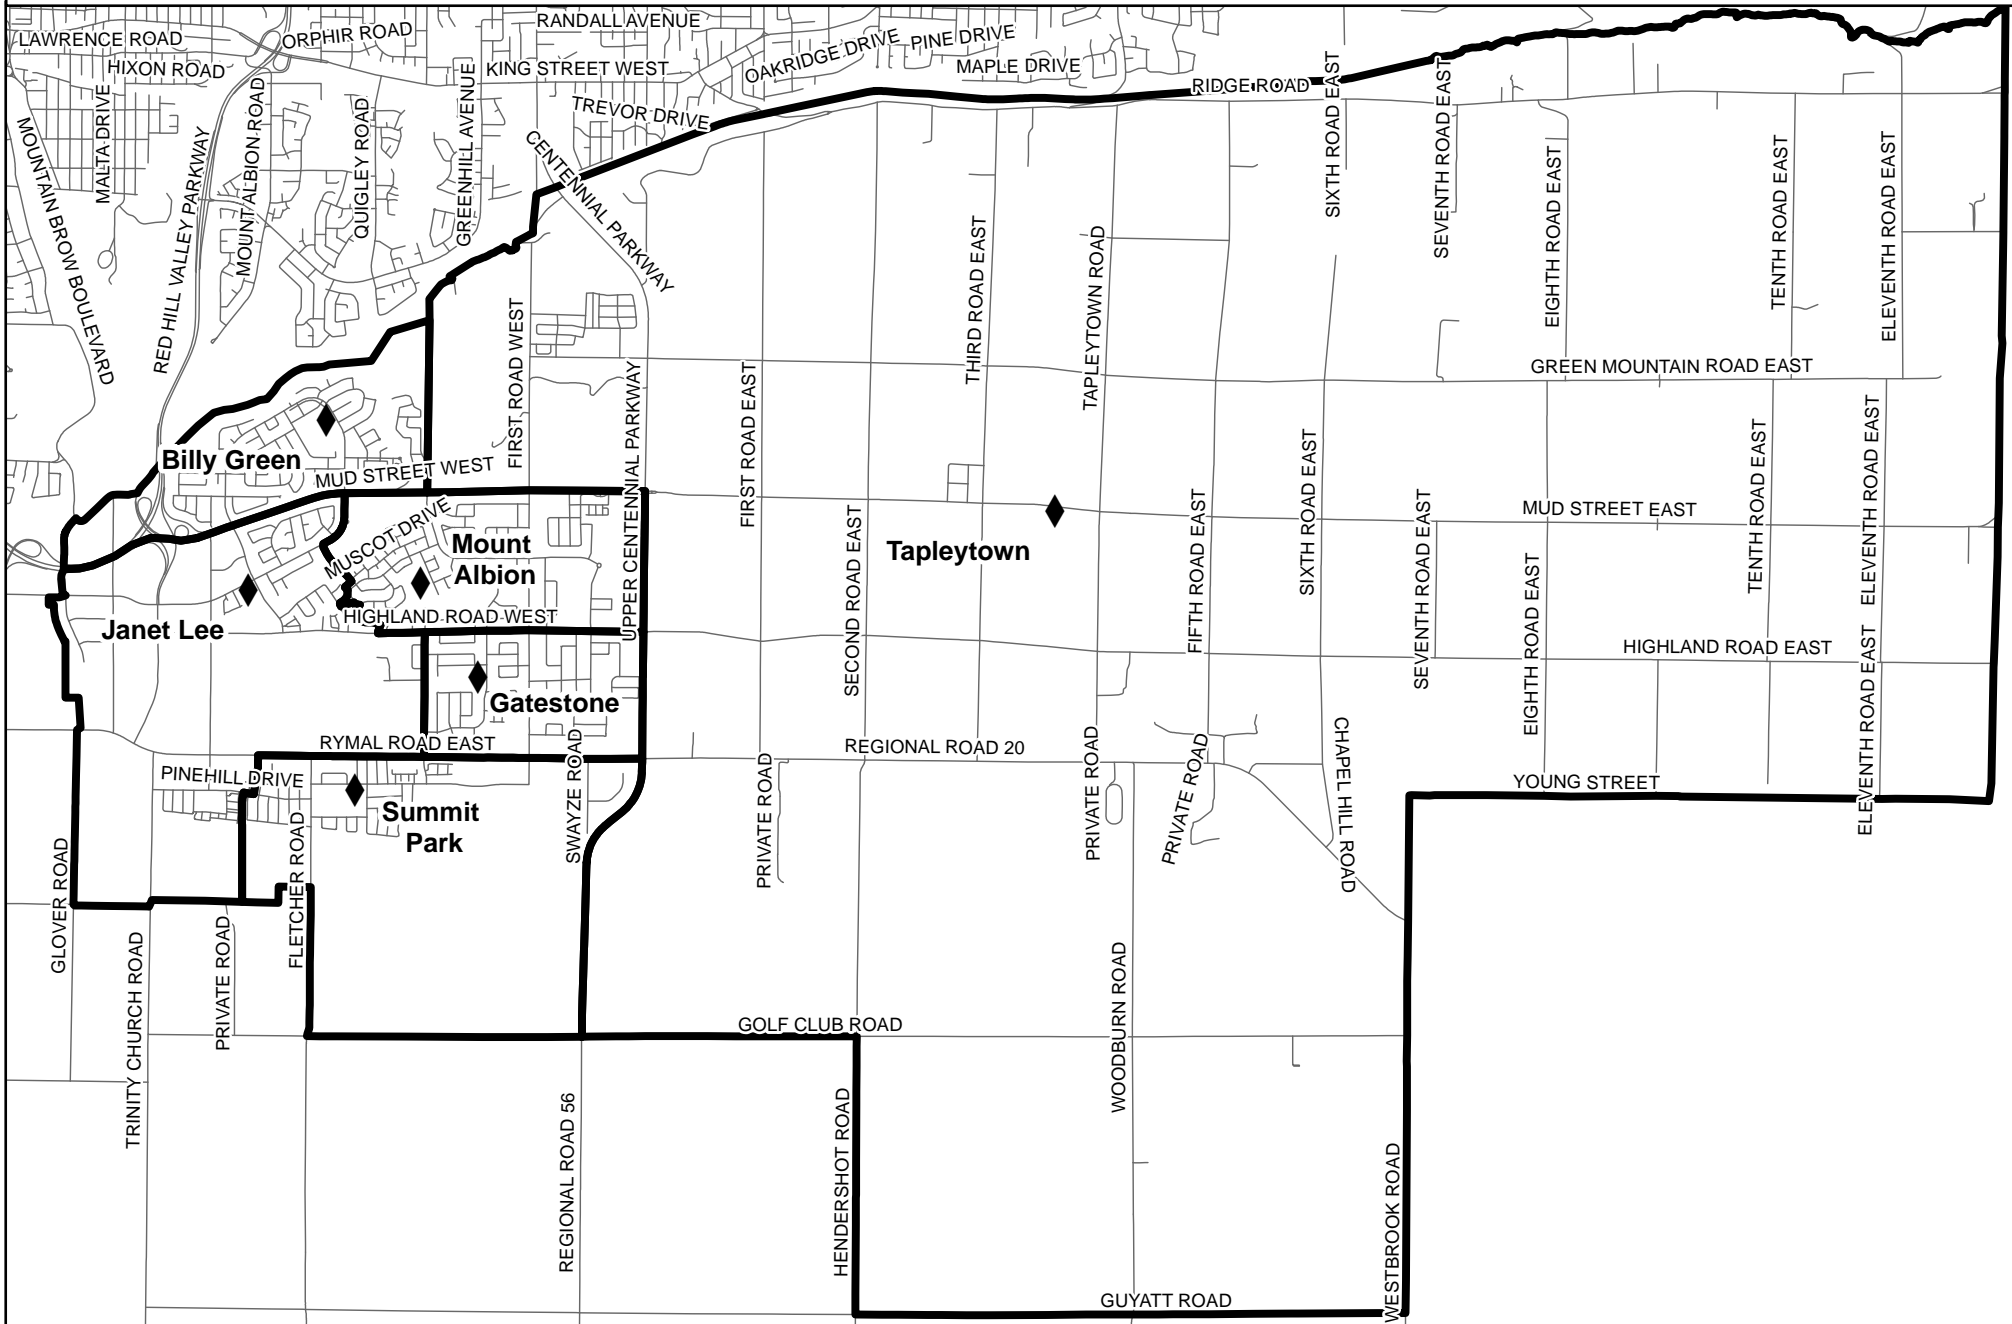 RANDALL AVENUE
LAWRENCE ROAD
ORPHIR ROAD
OAKRIDGE DRIVE
PINE DRIVE
HIXON ROAD
KING STREET WEST
MAPLE DRIVE
RIDGE ROAD
TREVOR DRIVE
MALTA DRIVE
MOUNTAIN BROW BOULEVARD
RED HILL VALLEY PARKWAY
MOUNT ALBION ROAD
QUIGLEY ROAD
GREENHILL AVENUE
CENTENNIAL PARKWAY
SIXTH ROAD EAST
SEVENTH ROAD EAST
EIGHTH ROAD EAST
TENTH ROAD EAST
ELEVENTH ROAD EAST
THIRD ROAD EAST
TAPLEYTOWN ROAD
FIRST ROAD WEST
UPPER CENTENNIAL PARKWAY
FIRST ROAD EAST
GREEN MOUNTAIN ROAD EAST
Billy Green
MUD STREET WEST
MUSCOT DRIVE
Mount
Albion
Tapleytown
SECOND ROAD EAST
FIFTH ROAD EAST
SIXTH ROAD EAST
SEVENTH ROAD EAST
MUD STREET EAST
EIGHTH ROAD EAST
TENTH ROAD EAST
ELEVENTH ROAD EAST
Janet Lee
HIGHLAND ROAD WEST
HIGHLAND ROAD EAST
ELEVENTH ROAD EAST
Gatestone
RYMAL ROAD EAST
REGIONAL ROAD 20
PINEHILL DRIVE
Summit
Park
SWAYZE ROAD
PRIVATE ROAD
PRIVATE ROAD
PRIVATE ROAD
CHAPEL HILL ROAD
YOUNG STREET
GLOVER ROAD
TRINITY CHURCH ROAD
PRIVATE ROAD
FLETCHER ROAD
GOLF CLUB ROAD
WOODBURN ROAD
REGIONAL ROAD 56
HENDERSHOT ROAD
WESTBROOK ROAD
GUYATT ROAD